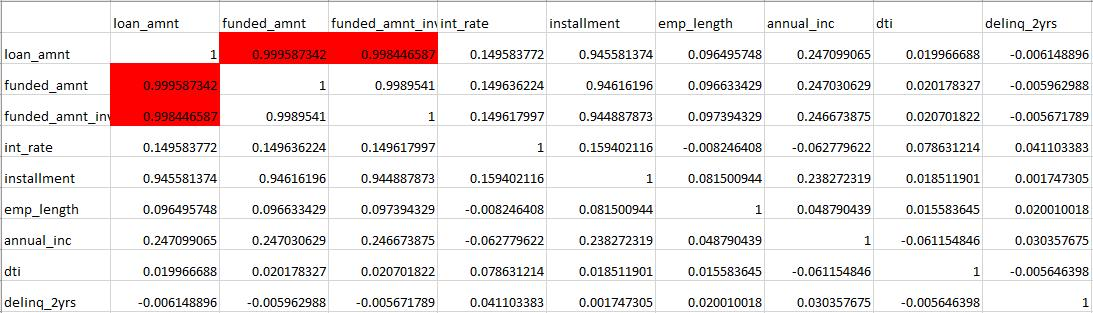 loan_amnt funded_amnt funded_amnt_inv int_rate installment emp_length annual_inc dti delinq_2yrs
loan_amnt 1 0.999587342 0.998446587 0.149583772 0.945581374 0.096495748 0.247099065 0.019966688 -0.006148896
funded_amnt 0.999587342 1 0.9989541 0.149636224 0.94616196 0.096633429 0.247030629 0.020178327 -0.005962988
funded_amnt_inv 0.998446587 0.9989541 1 0.149617997 0.944887873 0.097394329 0.246673875 0.020701822 -0.005671789
int_rate 0.149583772 0.149636224 0.149617997 1 0.159402116 -0.008246408 -0.062779622 0.078631214 0.041103383
installment 0.945581374 0.94616196 0.944887873 0.159402116 1 0.081500944 0.238272319 0.018511901 0.001747305
emp_length 0.096495748 0.096633429 0.097394329 -0.008246408 0.081500944 1 0.048790439 0.015583645 0.020010018
annual_inc 0.247099065 0.247030629 0.246673875 -0.062779622 0.238272319 0.048790439 1 -0.061154846 0.030357675
dti 0.019966688 0.020178327 0.020701822 0.078631214 0.018511901 0.015583645 -0.061154846 1 -0.005646398
delinq_2yrs -0.006148896 -0.005962988 -0.005671789 0.041103383 0.001747305 0.020010018 0.030357675 -0.005646398 1